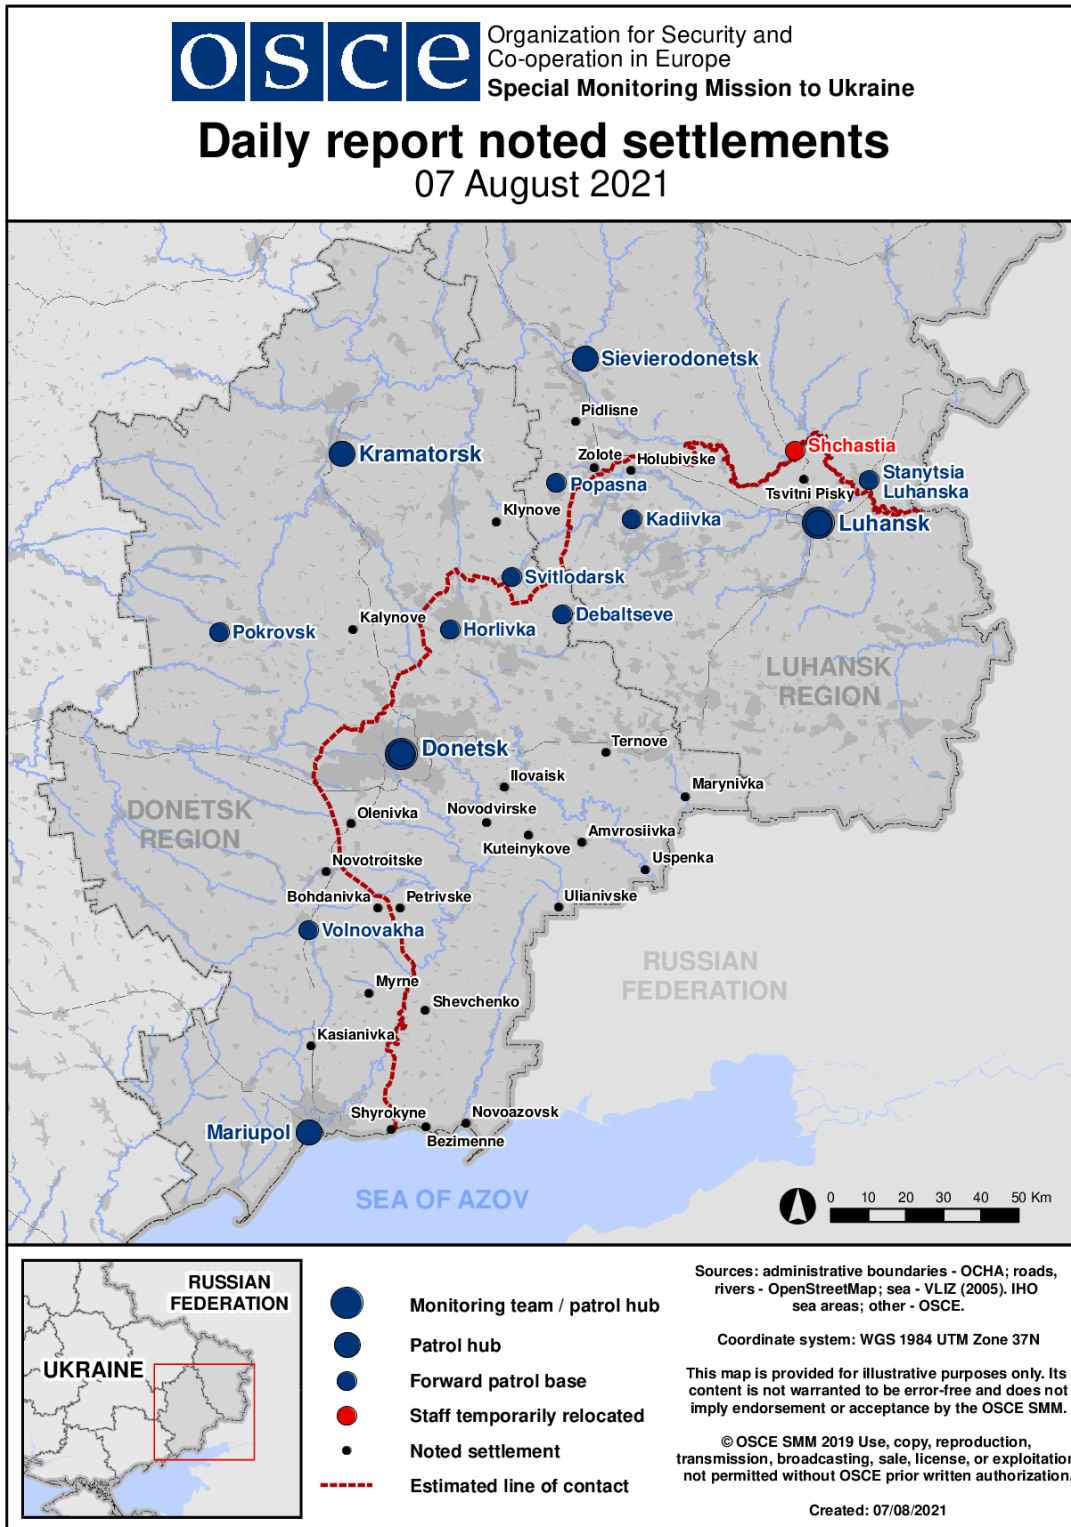 osce
Organization for Security and
Co-operation in Europe
Special Monitoring Mission to Ukraine
Daily report noted settlements
07 August 2021
Sievierodonetsk
Pidlisne
Shchastia
Kramatorsk
Zolote
Holubivske
Stanytsia
Luhanska
Popasna
Tsvitni Pisky
Klynove
Kadiivka
Luhansk
Svitlodarsk
Debaltseve
Kalynove
Pokrovsk
Horlivka
LUHANSK
REGION
Donetsk
Ternove
Ilovaisk
Marynivka
DONETSK
REGION
Olenivka
Novodvirske
Kuteinykove
Amvrosiivka
Novotroitske
Uspenka
Bohdanivka
Petrivske
Ulianivske
Volnovakha
RUSSIAN
FEDERATION
Myrne
Shevchenko
Kasianivka
Shyrokyne
Novoazovsk
Mariupol
Bezimenne
SEA OF AZOV
0 10 20 30 40 50 Km
RUSSIAN
FEDERATION
UKRAINE
Monitoring team / patrol hub
Patrol hub
Forward patrol base
Staff temporarily relocated
Noted settlement
Estimated line of contact
Sources: administrative boundaries - OCHA; roads,
rivers - OpenStreetMap; sea - VLIZ (2005). IHO
sea areas; other - OSCE.
Coordinate system: WGS 1984 UTM Zone 37N
This map is provided for illustrative purposes only. Its
content is not warranted to be error-free and does not
imply endorsement or acceptance by the OSCE SMM.
© OSCE SMM 2019 Use, copy, reproduction,
transmission, broadcasting, sale, license, or exploitation
not permitted without OSCE prior written authorization.
Created: 07/08/2021